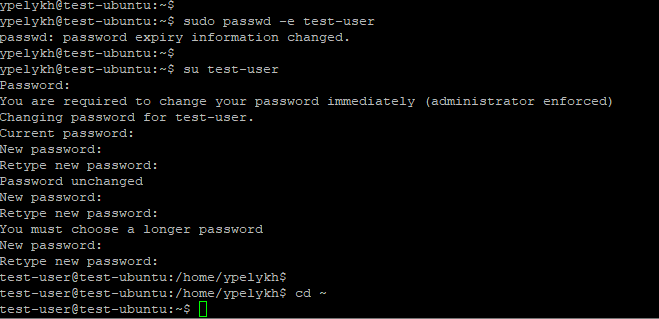 ypelykh@test-ubuntu:~$
ypelykh@test-ubuntu:~$ sudo passwd -e test-user
passwd: password expiry information changed.
ypelykh@test-ubuntu:~$
ypelykh@test-ubuntu:~$ su test-user
Password:
You are required to change your password immediately (administrator enforced)
Changing password for test-user.
Current password:
New password:
Retype new password:
Password unchanged
New password:
Retype new password:
You must choose a longer password
New password:
Retype new password:
test-user@test-ubuntu:/home/ypelykh$
test-user@test-ubuntu:/home/ypelykh$ cd ~
test-user@test-ubuntu:~$